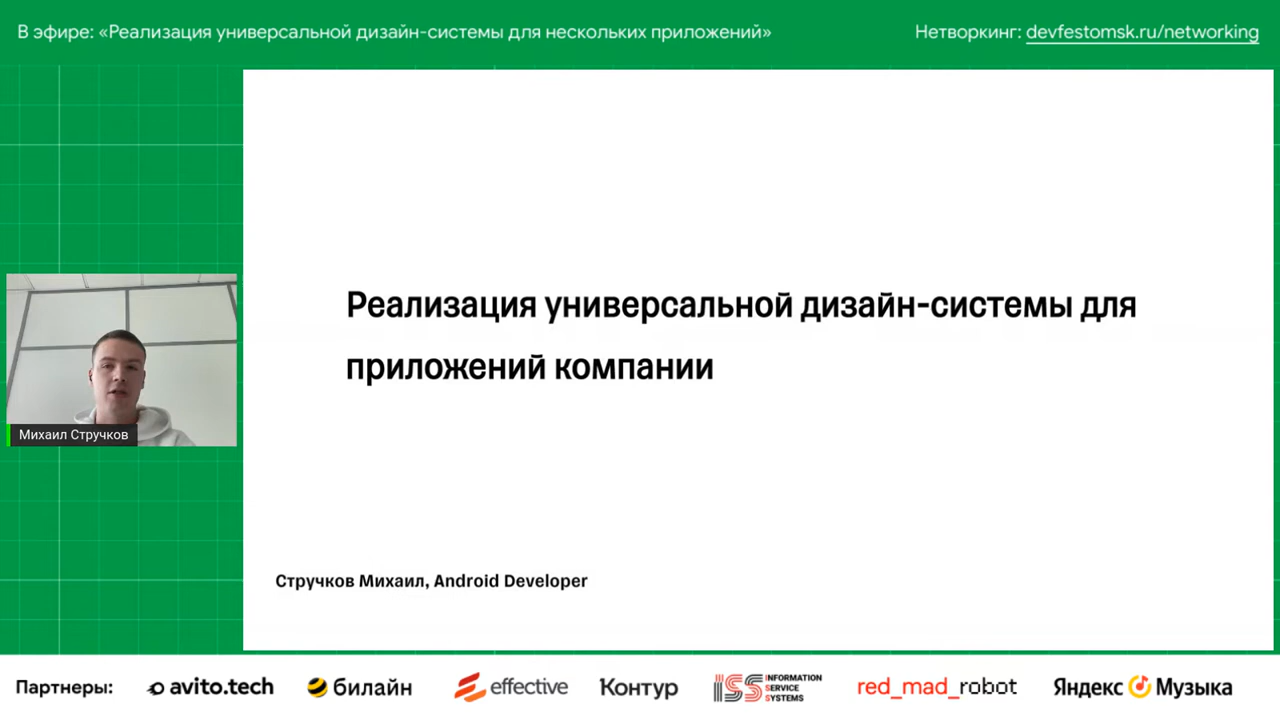 В эфире: «Реализация универсальной дизайн-системы для нескольких приложений»
Нетворкинг: devfestomsk.ru/networking
Реализация универсальной дизайн-системы для
приложений компании
Михаил Стручков
Стручков Михаил, Android Developer
Партнеры: avito.tech билайн effective Контур ISS INFORMATION SERVICE SYSTEMS red_mad_robot Яндекс Музыка